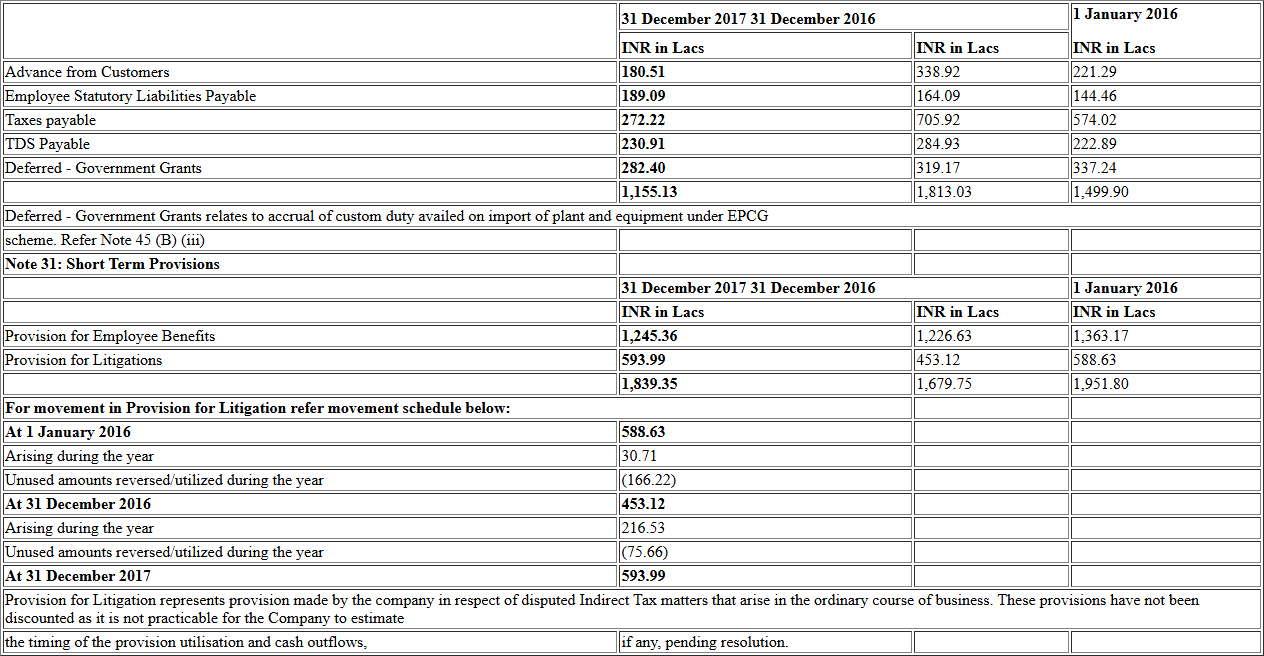 31 December 2017 31 December 2016 1 January 2016
INR in Lacs INR in Lacs INR in Lacs
Advance from Customers 180.51 338.92 221.29
Employee Statutory Liabilities Payable 189.09 164.09 144.46
Taxes payable 272.22 705.92 574.02
TDS Payable 230.91 284.93 222.89
Deferred - Government Grants 282.40 319.17 337.24
1,155.13 1,813.03 1,499.90
Deferred - Government Grants relates to accrual of custom duty availed on import of plant and equipment under EPCG
scheme. Refer Note 45 (B) (iii)
Note 31: Short Term Provisions
31 December 2017 31 December 2016 1 January 2016
INR in Lacs INR in Lacs INR in Lacs
Provision for Employee Benefits 1,245.36 1,226.63 1,363.17
Provision for Litigations 593.99 453.12 588.63
1,839.35 1,679.75 1,951.80
For movement in Provision for Litigation refer movement schedule below:
At 1 January 2016 588.63
Arising during the year 30.71
Unused amounts reversed/utilized during the year (166.22)
At 31 December 2016 453.12
Arising during the year 216.53
Unused amounts reversed/utilized during the year (75.66)
At 31 December 2017 593.99
Provision for Litigation represents provision made by the company in respect of disputed Indirect Tax matters that arise in the ordinary course of business. These provisions have not been
discounted as it is not practicable for the Company to estimate
the timing of the provision utilisation and cash outflows, if any, pending resolution.